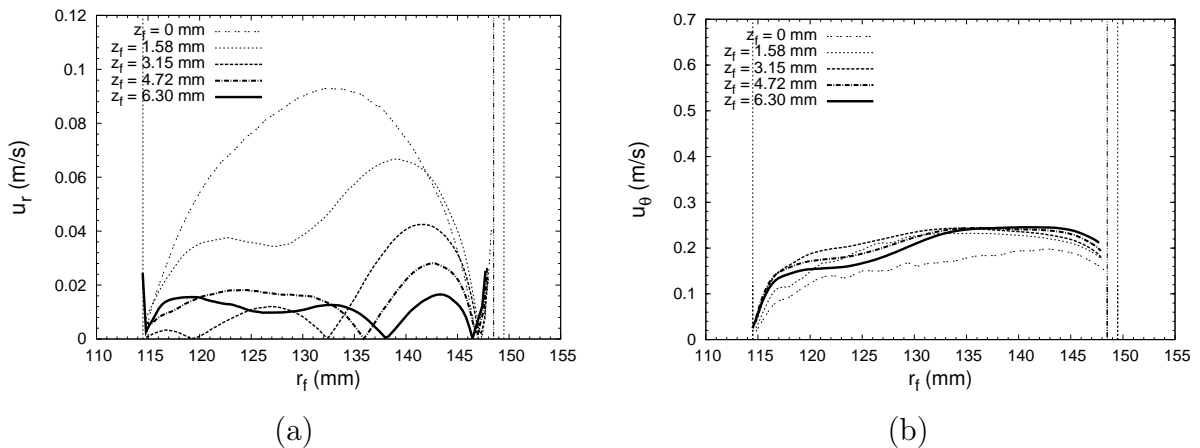 0.12
0.1
0.08
0.06
0.04
0.02
0
u_r (m/s)
z_f = 0 mm
z_f = 1.58 mm
z_f = 3.15 mm
z_f = 4.72 mm
z_f = 6.30 mm
110 115 120 125 130 135 140 145 150 155
r_f (mm)
(a)
0.7
0.6
0.5
0.4
0.3
0.2
0.1
0
u_θ (m/s)
z_f = 0 mm
z_f = 1.58 mm
z_f = 3.15 mm
z_f = 4.72 mm
z_f = 6.30 mm
110 115 120 125 130 135 140 145 150 155
r_f (mm)
(b)